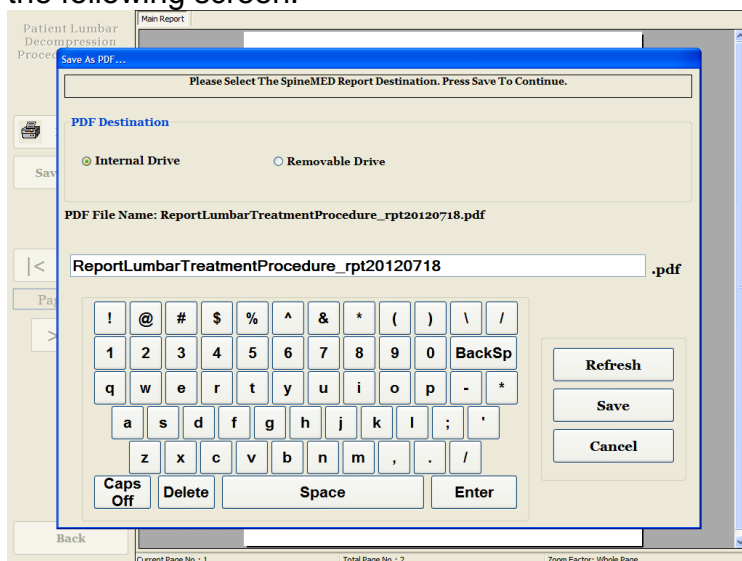 the following screen.
Main Report
Patient Lumbar
Decompression
Save As PDF...
Please Select The SpineMED Report Destination. Press Save To Continue.
PDF Destination
Internal Drive
Removable Drive
PDF File Name: ReportLumbarTreatmentProcedure_rpt20120718.pdf
ReportLumbarTreatmentProcedure_rpt20120718 .pdf
|<
>
! @ # $ % ^ & * ( ) \ /
1 2 3 4 5 6 7 8 9 0 BackSp
q w e r t y u i o p - *
a s d f g h j k l ; '
z x c v b n m , . /
Caps Off Delete Space Enter
Refresh
Save
Cancel
Back
Current Page No.: 1 Total Page No.: 2 Zoom Factor: Whole Page